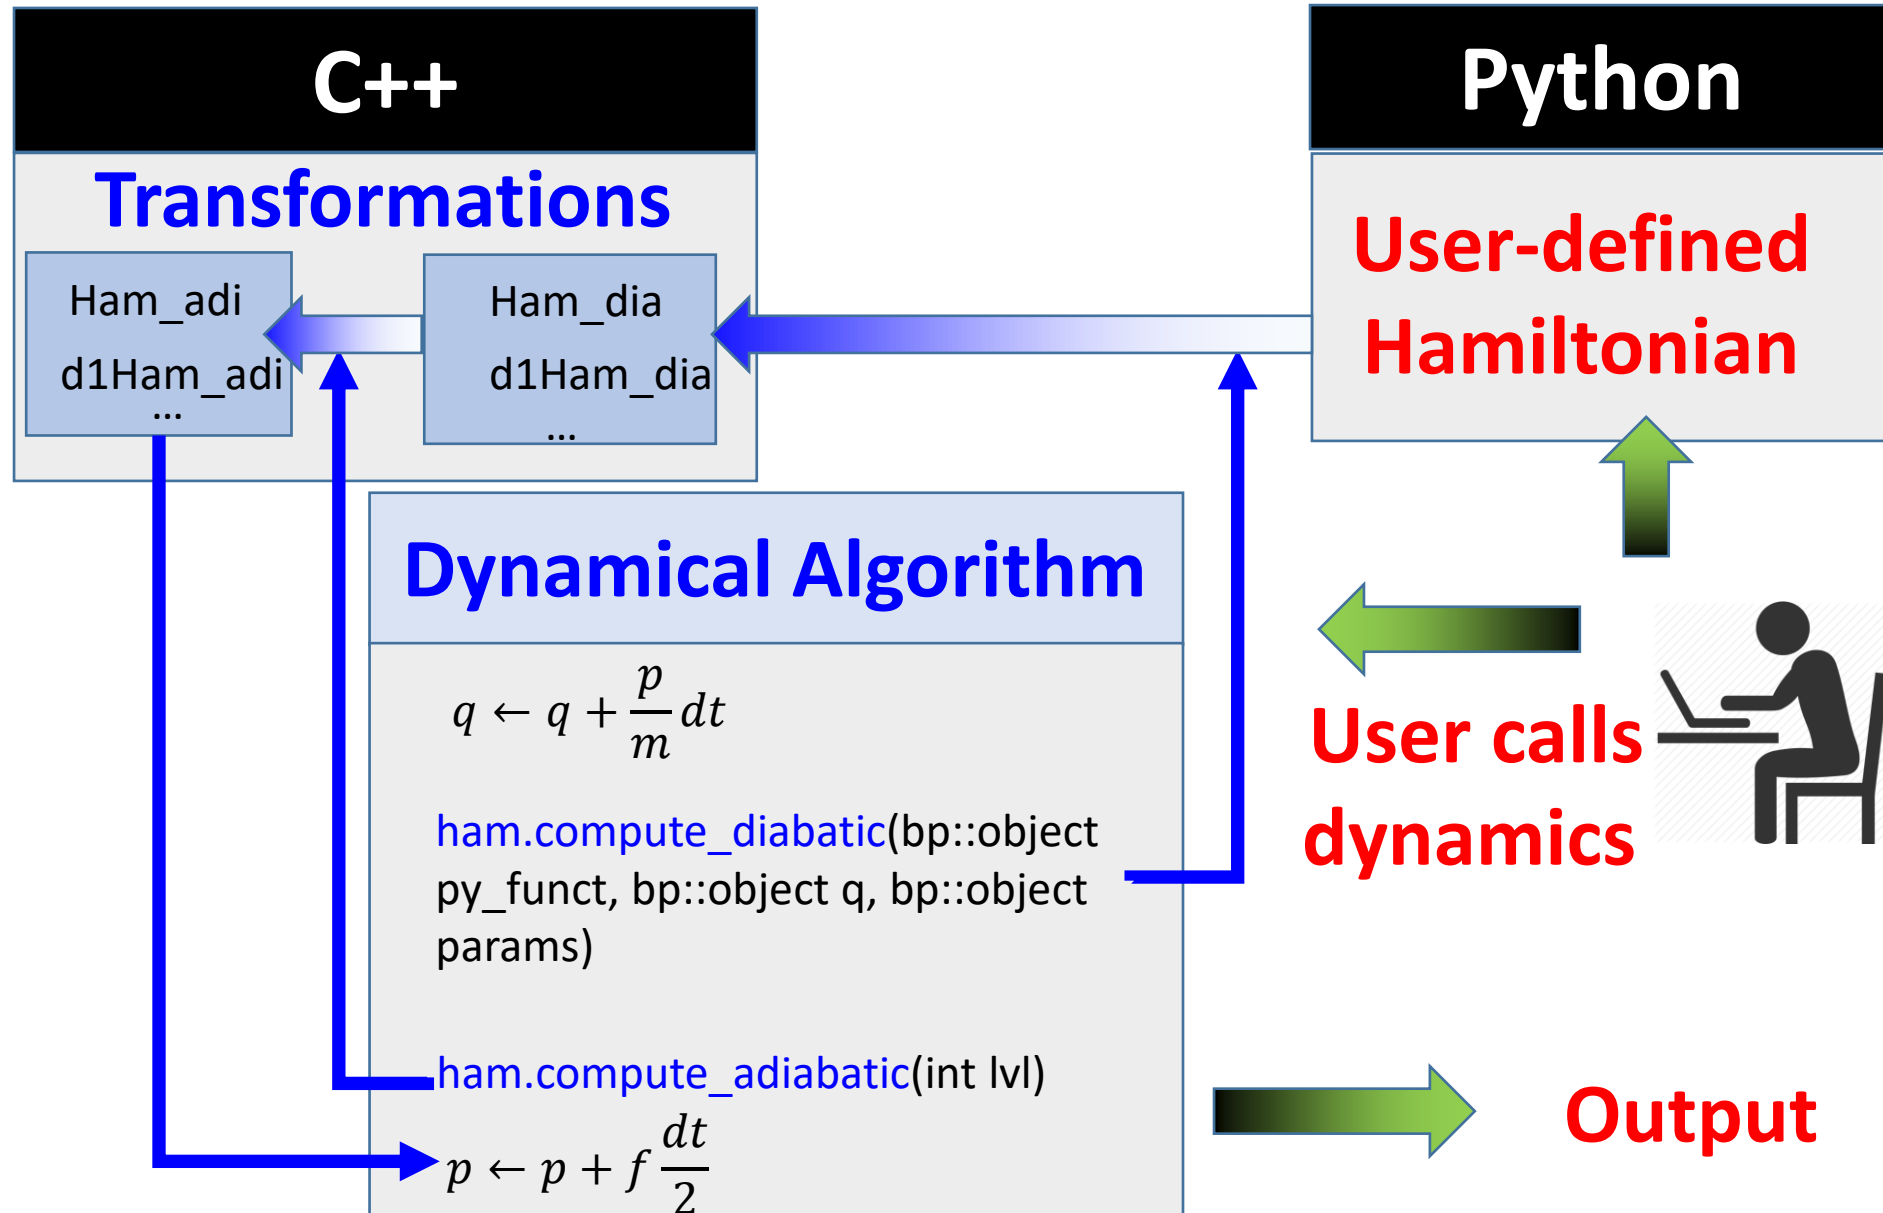 C++
Transformations
Ham_adi
d1Ham_adi
...
Ham_dia
d1Ham_dia
...
Python
User-defined
Hamiltonian
Dynamical Algorithm
q ← q + p/m dt
ham.compute_diabatic(bp::object
py_funct, bp::object q, bp::object
params)
ham.compute_adiabatic(int lvl)
p ← p + f dt/2
User calls
dynamics
Output